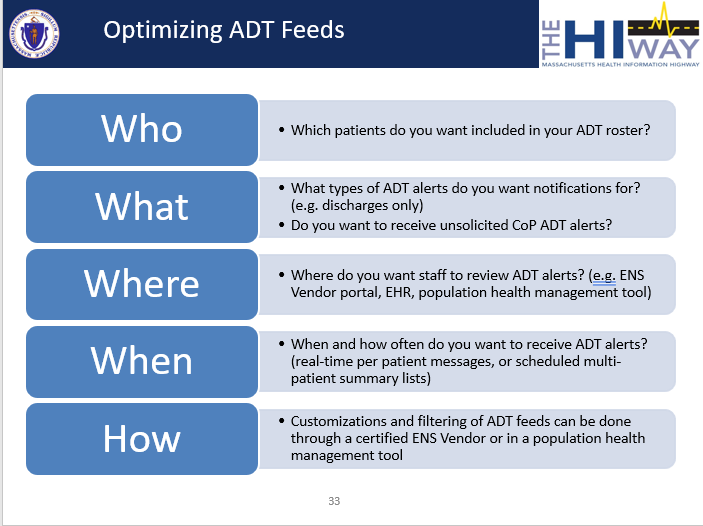 Optimizing ADT Feeds
THE HIWAY
MASSACHUSETTS HEALTH INFORMATION HIGHWAY
Who
• Which patients do you want included in your ADT roster?
What
• What types of ADT alerts do you want notifications for?
(e.g. discharges only)
• Do you want to receive unsolicited CoP ADT alerts?
Where
• Where do you want staff to review ADT alerts? (e.g. ENS
Vendor portal, EHR, population health management tool)
When
• When and how often do you want to receive ADT alerts?
(real-time per patient messages, or scheduled multi-
patient summary lists)
How
• Customizations and filtering of ADT feeds can be done
through a certified ENS Vendor or in a population health
management tool
33